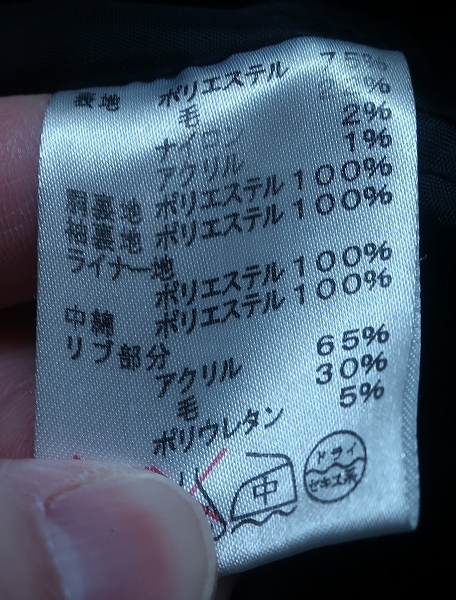 表地 ポリエステル 75%
毛
ナイロン 2%
アクリル 1%
胴裏地 ポリエステル 100%
袖裏地 ポリエステル 100%
ライナー地
ポリエステル 100%
中綿 ポリエステル 100%
リブ部分
アクリル 65%
毛 30%
ポリウレタン 5%
中
ドライ
セキユ系